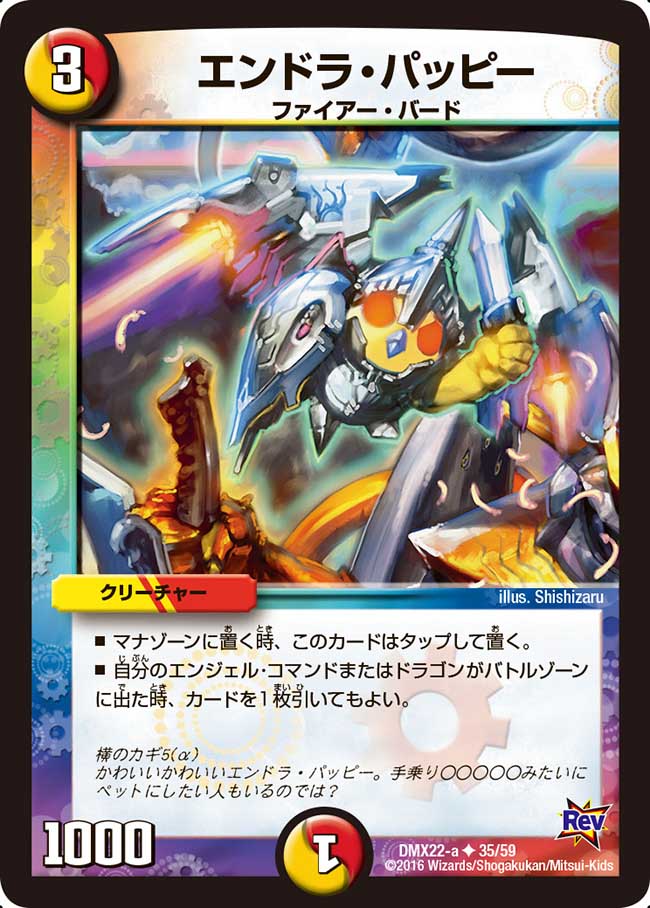 3
エンドラ・パッピー
ファイアー・バード
クリーチャー
illus. Shishizaru
■ マナゾーンに置く時、このカードはタップして置く。
■ 自分のエンジェル・コマンドまたはドラゴンがバトルゾーン
に出た時、カードを1枚引いてもよい。
横のカギ5(α)
かわいいかわいいエンドラ・パッピー。手乗り〇〇〇〇〇みたいに
ペットにしたい人もいるのでは？
Rev
1000
1
DMX22-a ◆ 35/59
©2016 Wizards/Shogakukan/Mitsui-Kids